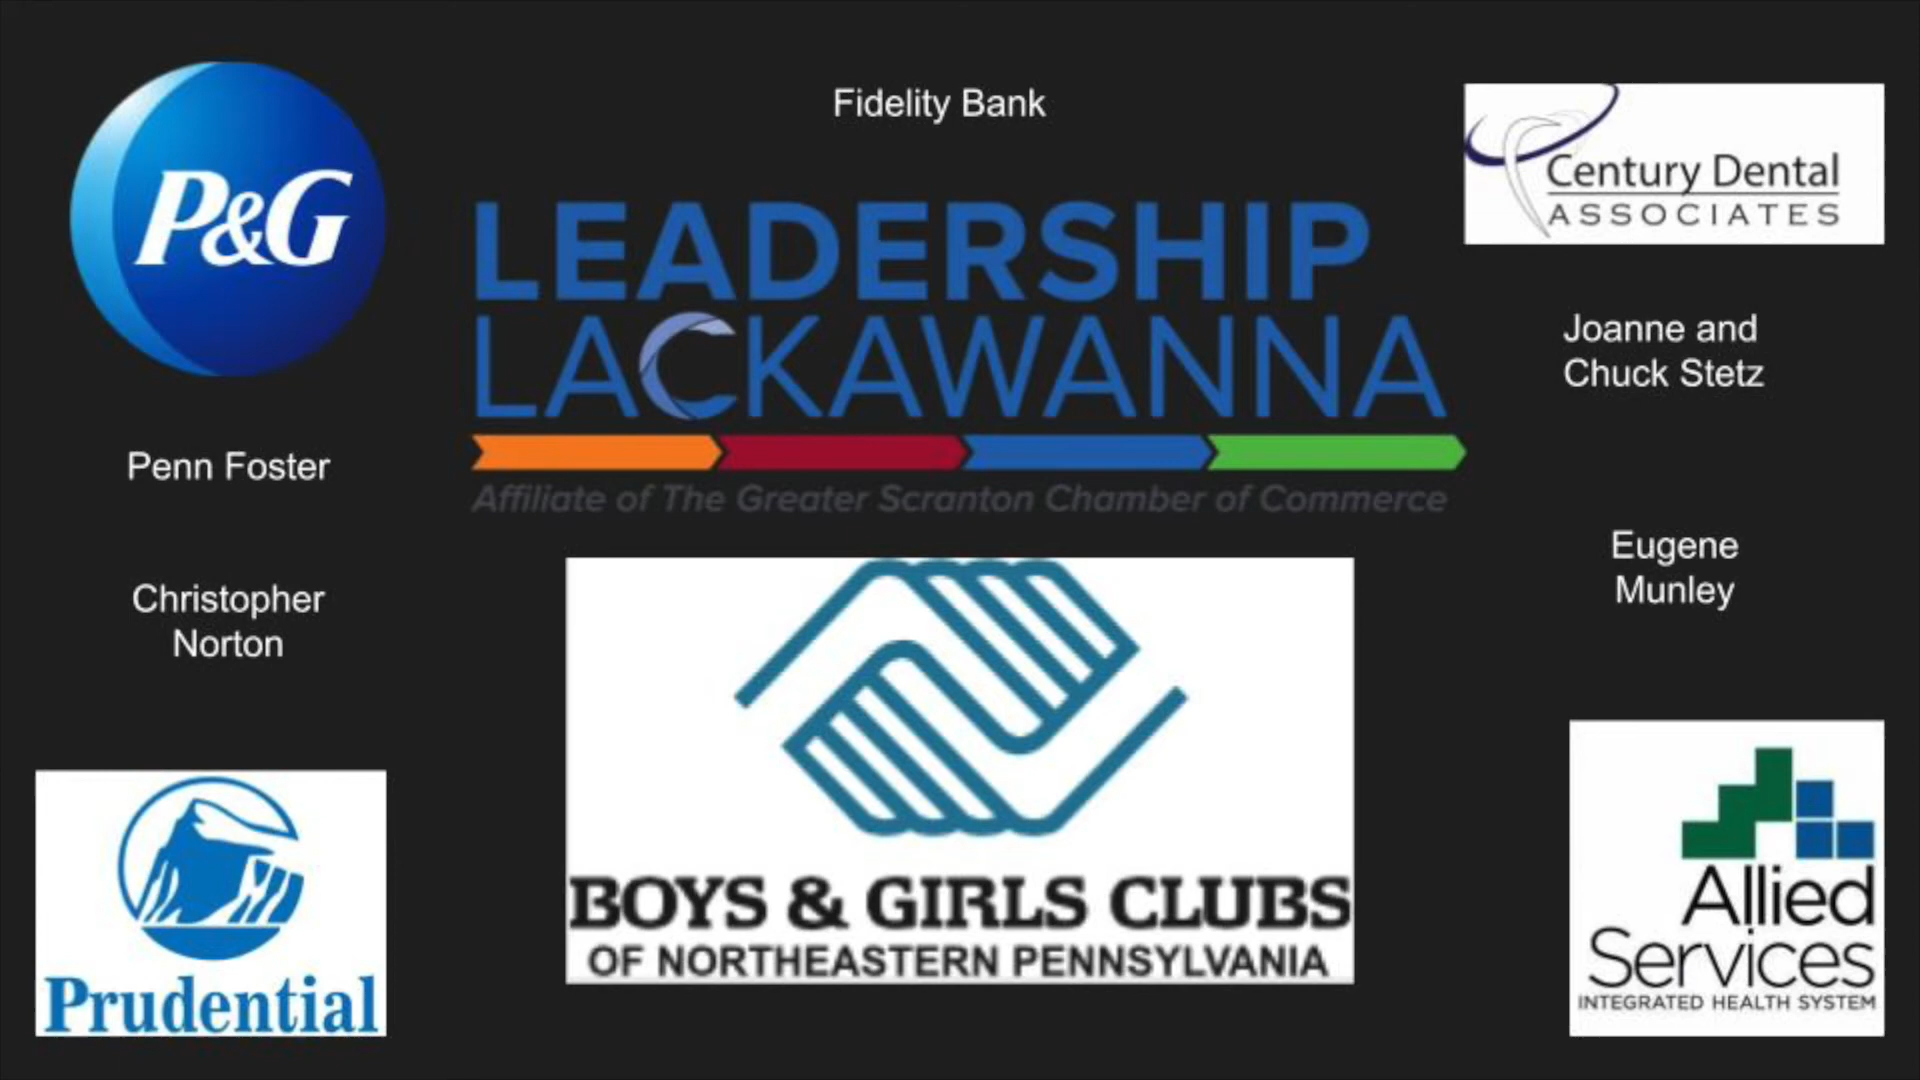 P&G
Fidelity Bank
Century Dental
ASSOCIATES
LEADERSHIP
LACKAWANNA
Affiliate of The Greater Scranton Chamber of Commerce
Joanne and
Chuck Stetz
Penn Foster
Christopher
Norton
Eugene
Munley
Prudential
BOYS & GIRLS CLUBS
OF NORTHEASTERN PENNSYLVANIA
Allied
Services
INTEGRATED HEALTH SYSTEM